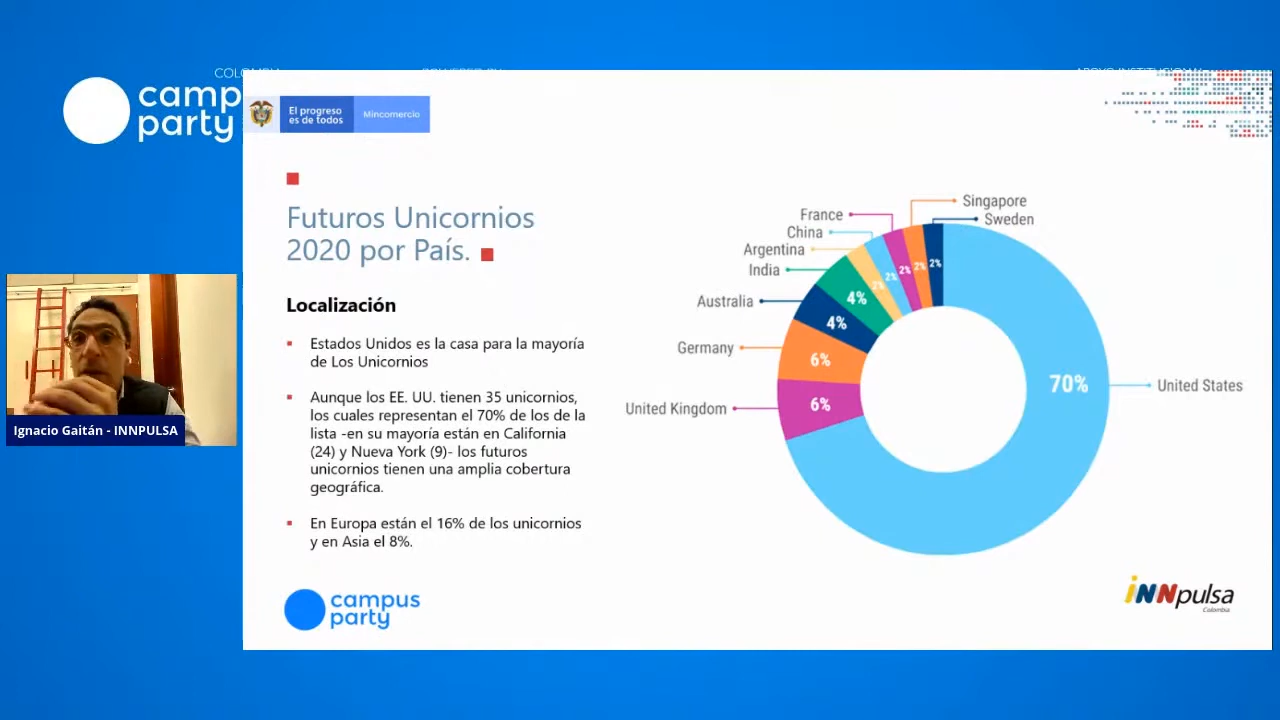 campus
party
El progreso
es de todos
Mincomercio
Futuros Unicornios
2020 por País.
Localización
Estados Unidos es la casa para la mayoría
de Los Unicornios
Aunque los EE. UU. tienen 35 unicornios,
los cuales representan el 70% de los de la
lista -en su mayoría están en California
(24) y Nueva York (9)- los futuros
unicornios tienen una amplia cobertura
geográfica.
En Europa están el 16% de los unicornios
y en Asia el 8%.
Singapore
France
Sweden
China
Argentina
India
Australia
Germany
United Kingdom
United States
2%
2%
2%
2%
2%
4%
4%
6%
6%
70%
Ignacio Gaitán - INNPULSA
campus
party
iNNpulsa
Colombia